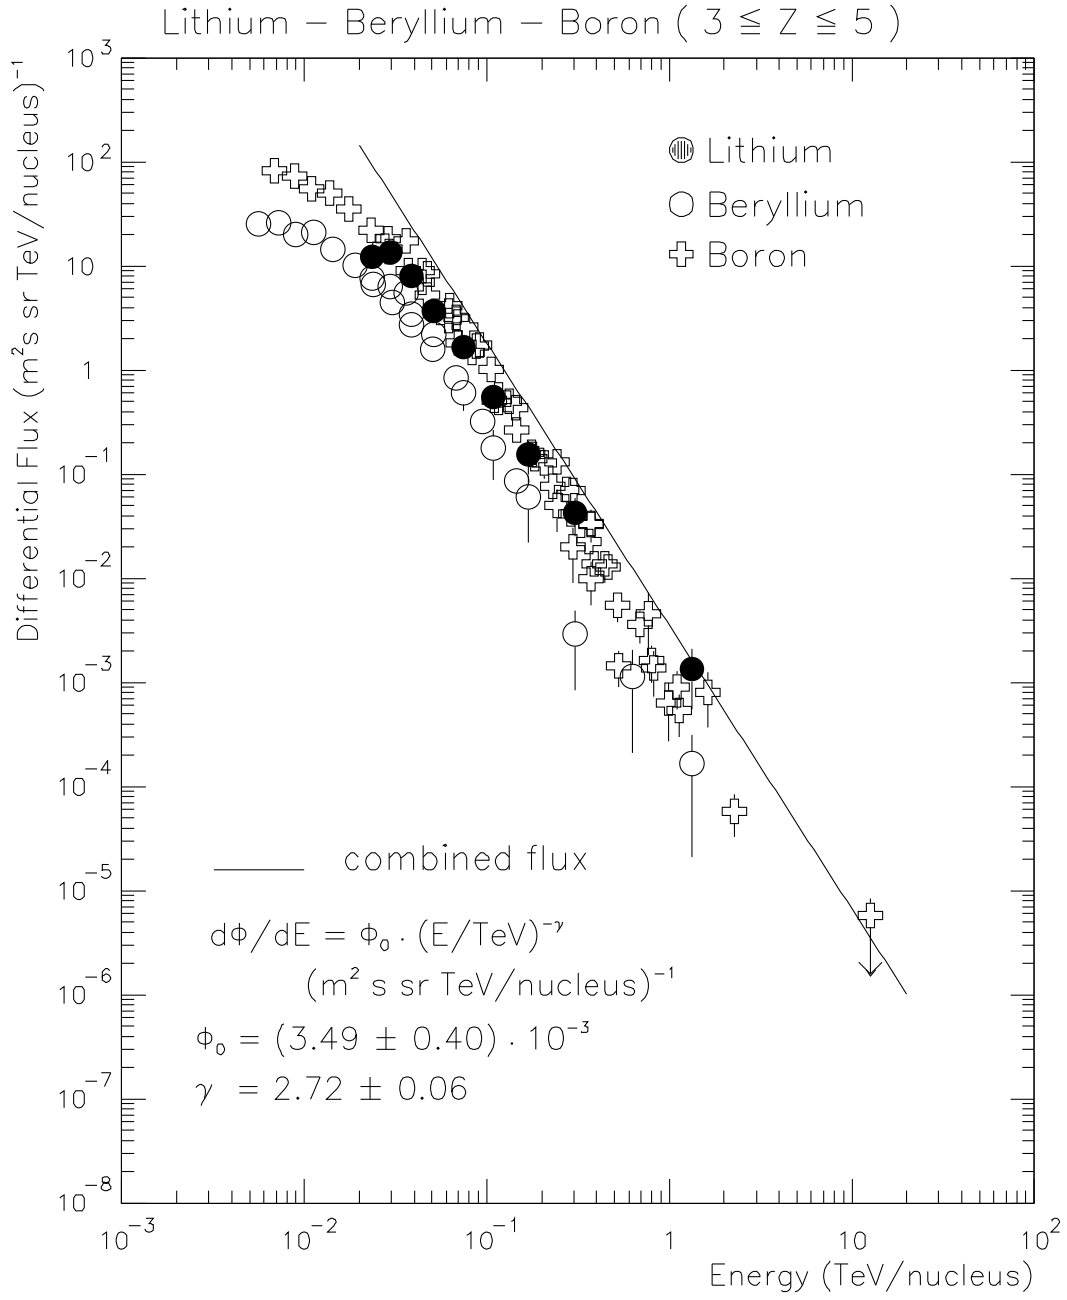 Lithium − Beryllium − Boron ( 3 ≦ Z ≦ 5 )
Differential Flux (m² s sr TeV/nucleus)⁻¹
10³
10²
10
1
10⁻¹
10⁻²
10⁻³
10⁻⁴
10⁻⁵
10⁻⁶
10⁻⁷
10⁻⁸
Lithium
Beryllium
Boron
combined flux
dΦ/dE = Φ₀ · (E/TeV)⁻ᵞ
(m² s sr TeV/nucleus)⁻¹
Φ₀ = (3.49 ± 0.40) · 10⁻³
γ = 2.72 ± 0.06
10⁻³ 10⁻² 10⁻¹ 1 10 10²
Energy (TeV/nucleus)